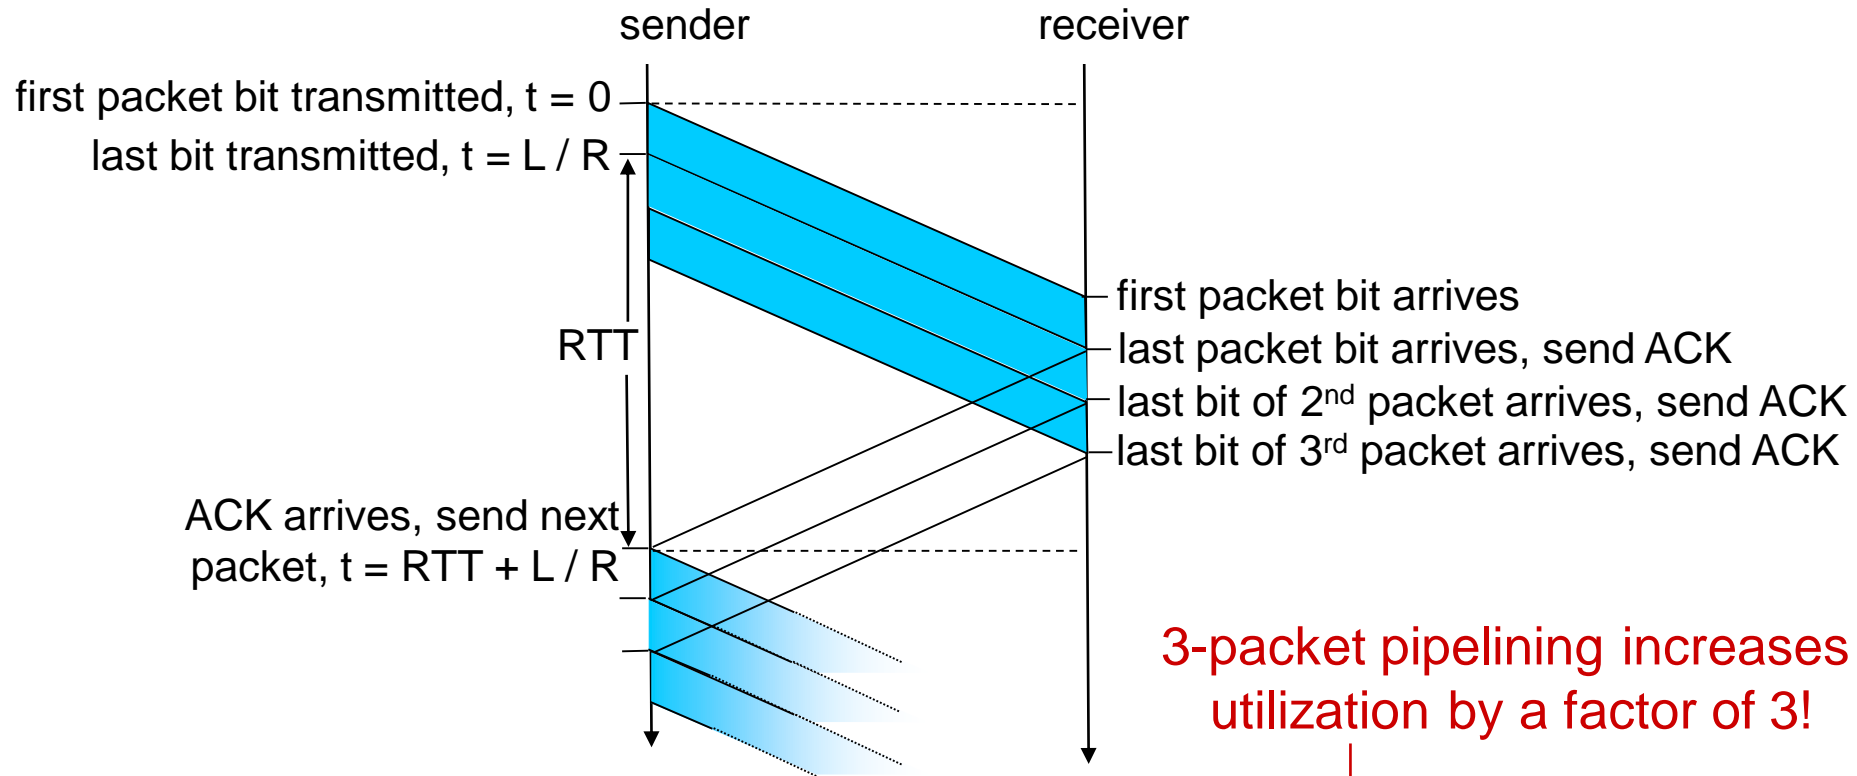 sender
receiver
first packet bit transmitted, t = 0
last bit transmitted, t = L / R
first packet bit arrives
RTT
last packet bit arrives, send ACK
last bit of 2nd packet arrives, send ACK
last bit of 3rd packet arrives, send ACK
ACK arrives, send next
packet, t = RTT + L / R
3-packet pipelining increases
utilization by a factor of 3!